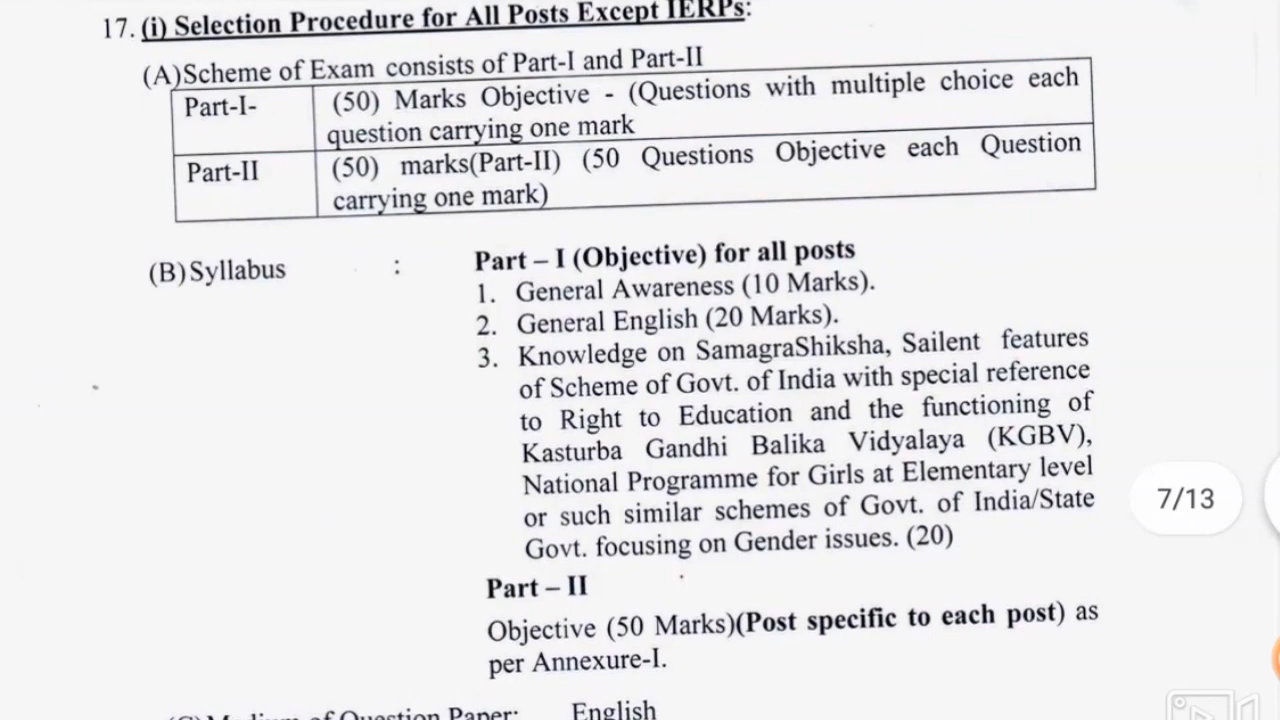 17. (i) Selection Procedure for All Posts Except IERPs:
(A)Scheme of Exam consists of Part-I and Part-II
Part-I- (50) Marks Objective - (Questions with multiple choice each
question carrying one mark
Part-II (50) marks(Part-II) (50 Questions Objective each Question
carrying one mark)
(B)Syllabus : Part – I (Objective) for all posts
1. General Awareness (10 Marks).
2. General English (20 Marks).
3. Knowledge on SamagraShiksha, Sailent features
of Scheme of Govt. of India with special reference
to Right to Education and the functioning of
Kasturba Gandhi Balika Vidyalaya (KGBV),
National Programme for Girls at Elementary level
or such similar schemes of Govt. of India/State
Govt. focusing on Gender issues. (20)
7/13
Part – II
Objective (50 Marks)(Post specific to each post) as
per Annexure-I.
(C) Medium of Question Paper: English